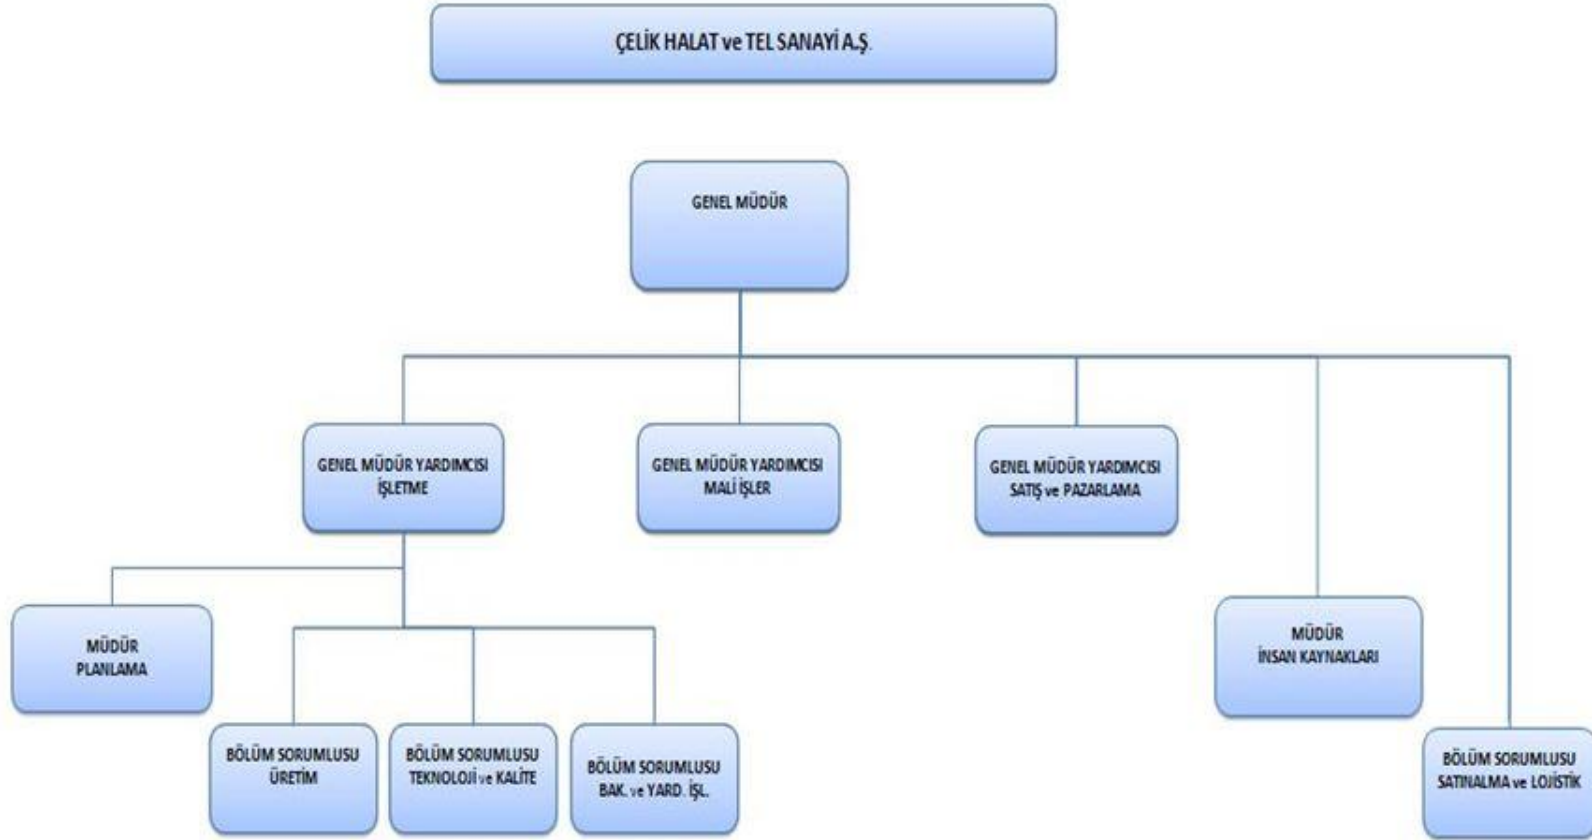 ÇELİK HALAT ve TEL SANAYİ A.Ş.
GENEL MÜDÜR
GENEL MÜDÜR YARDIMCISI
İŞLETME
GENEL MÜDÜR YARDIMCISI
MALİ İŞLER
GENEL MÜDÜR YARDIMCISI
SATIŞ ve PAZARLAMA
MÜDÜR
PLANLAMA
MÜDÜR
İNSAN KAYNAKLARI
BÖLÜM SORUMLUSU
ÜRETİM
BÖLÜM SORUMLUSU
TEKNOLOJİ ve KALİTE
BÖLÜM SORUMLUSU
BAK. ve YARD. İŞL.
BÖLÜM SORUMLUSU
SATINALMA ve LOJİSTİK